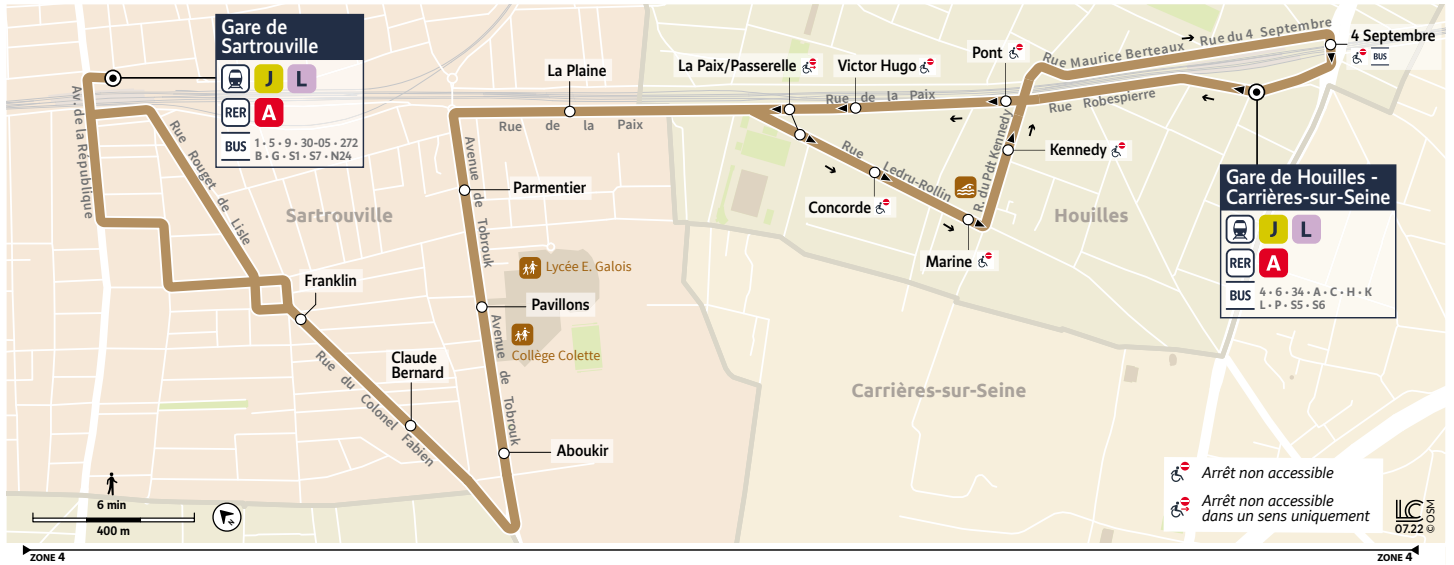 Gare de
Sartrouville
J L
RER A
BUS 1 • 5 • 9 • 30-05 • 272
B • G • S1 • S7 • N24
Av. de la République
Rue Rouget de Lisle
Sartrouville
Franklin
Rue du Colonel Fabien
Claude
Bernard
La Plaine
Rue de la Paix
Avenue de Tobrouk
Parmentier
Lycée E. Galois
Pavillons
Collège Colette
Avenue de Tobrouk
Aboukir
La Paix/Passerelle
Victor Hugo
Rue de la Paix
Pont
Rue Maurice Berteaux
Rue du 4 Septembre
4 Septembre
BUS
Rue Robespierre
Rue Ledru-Rollin
R. du Pdt Kennedy
Kennedy
Concorde
Marine
Houilles
Gare de Houilles -
Carrières-sur-Seine
J L
RER A
BUS 4 • 6 • 34 • A • C • H • K
L • P • S5 • S6
Carrières-sur-Seine
6 min
400 m
N
Arrêt non accessible
Arrêt non accessible
dans un sens uniquement
LC
07.22
© OSM
ZONE 4
ZONE 4